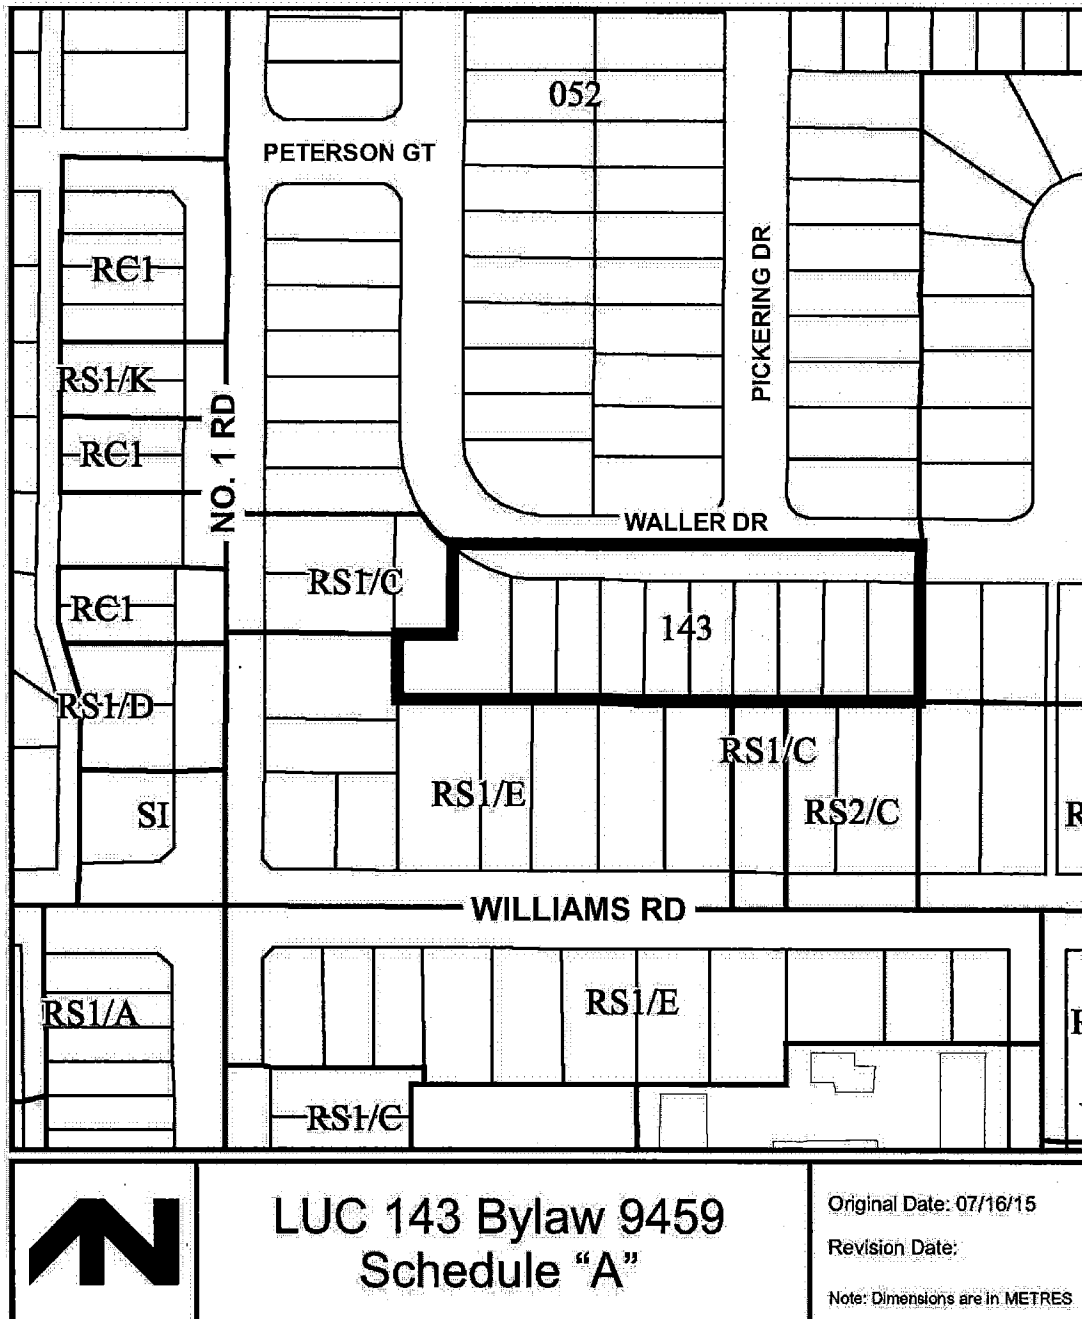 052
PETERSON GT
RC1
PICKERING DR
RS1/K
NO. 1 RD
RC1
WALLER DR
RS1/C
RC1
143
RS1/D
RS1/C
RS1/E
RS2/C
SI
WILLIAMS RD
RS1/A
RS1/E
RS1/C
LUC 143 Bylaw 9459
Schedule “A”
Original Date: 07/16/15
Revision Date:
Note: Dimensions are in METRES